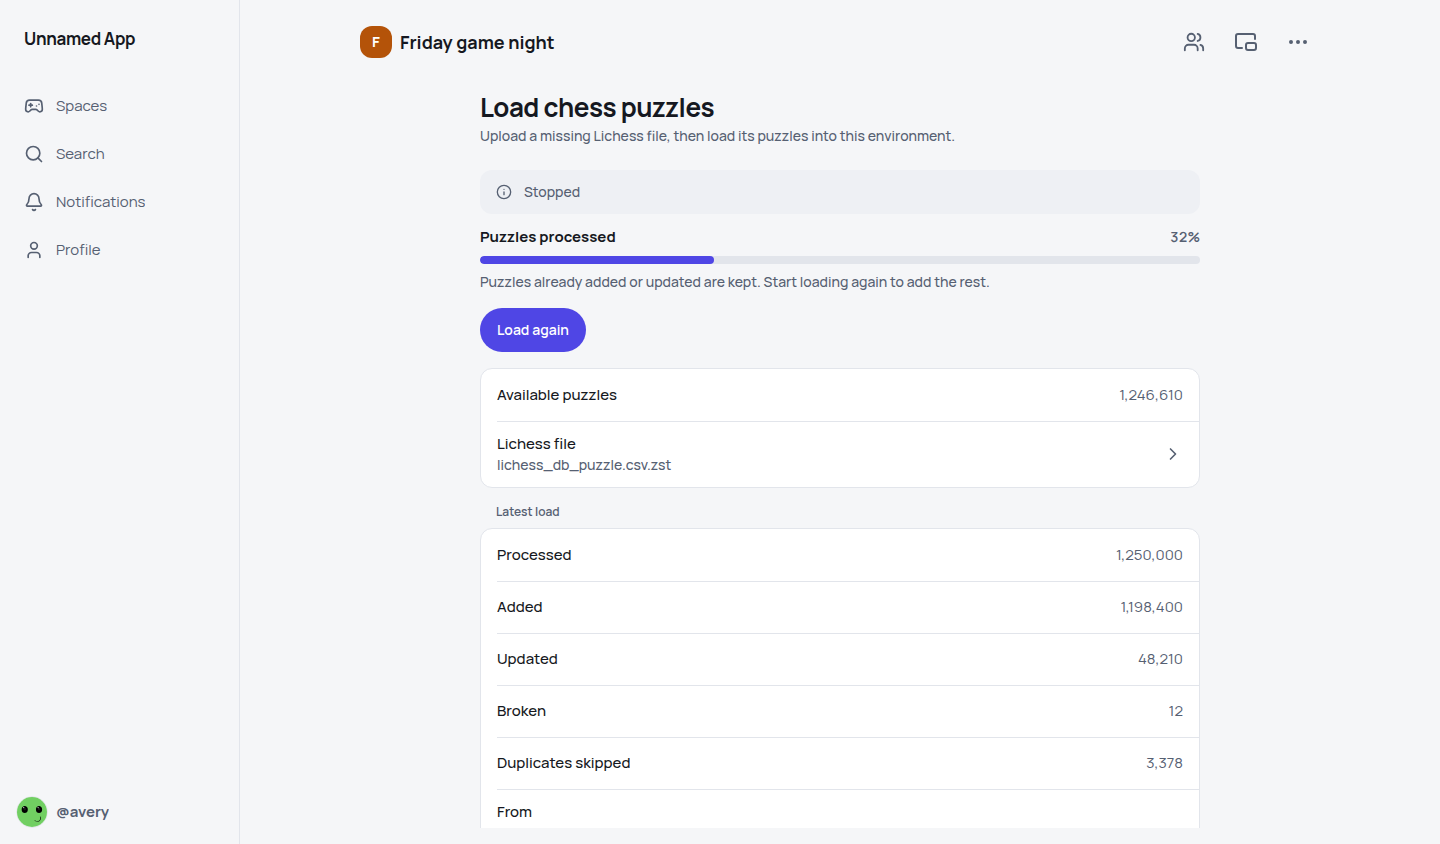 Unnamed App
Spaces
Search
Notifications
Profile
@avery
F Friday game night
Load chess puzzles
Upload a missing Lichess file, then load its puzzles into this environment.
Stopped
Puzzles processed 32%
Puzzles already added or updated are kept. Start loading again to add the rest.
Load again
Available puzzles 1,246,610
Lichess file
lichess_db_puzzle.csv.zst
Latest load
Processed 1,250,000
Added 1,198,400
Updated 48,210
Broken 12
Duplicates skipped 3,378
From